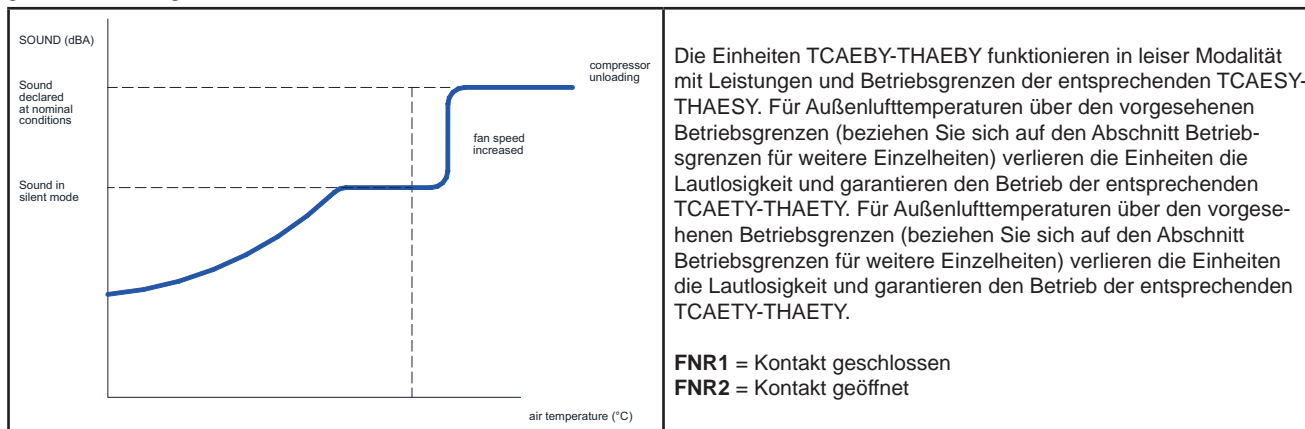 SOUND (dBA)
Sound
declared
at nominal
conditions
compressor
unloading
fan speed
increased
Sound in
silent mode
air temperature (°C)
Die Einheiten TCAEBY-THAEBY funktionieren in leiser Modalität
mit Leistungen und Betriebsgrenzen der entsprechenden TCAESY-
THAESY. Für Außenlufttemperaturen über den vorgesehenen
Betriebsgrenzen (beziehen Sie sich auf den Abschnitt Betrieb-
sgrenzen für weitere Einzelheiten) verlieren die Einheiten die
Lautlosigkeit und garantieren den Betrieb der entsprechenden
TCAETY-THAETY. Für Außenlufttemperaturen über den vorgese-
henen Betriebsgrenzen (beziehen Sie sich auf den Abschnitt
Betriebsgrenzen für weitere Einzelheiten) verlieren die Einheiten
die Lautlosigkeit und garantieren den Betrieb der entsprechenden
TCAETY-THAETY.
FNR1 = Kontakt geschlossen
FNR2 = Kontakt geöffnet